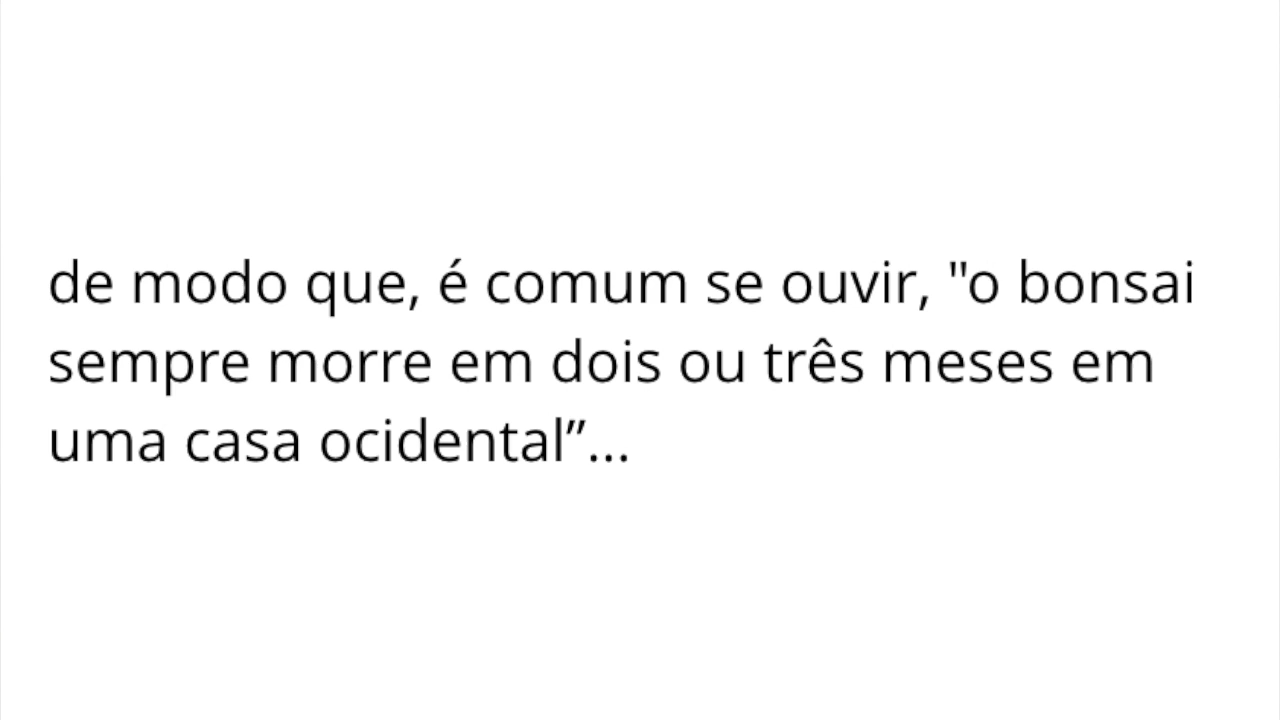 de modo que, é comum se ouvir, "o bonsai
sempre morre em dois ou três meses em
uma casa ocidental”...